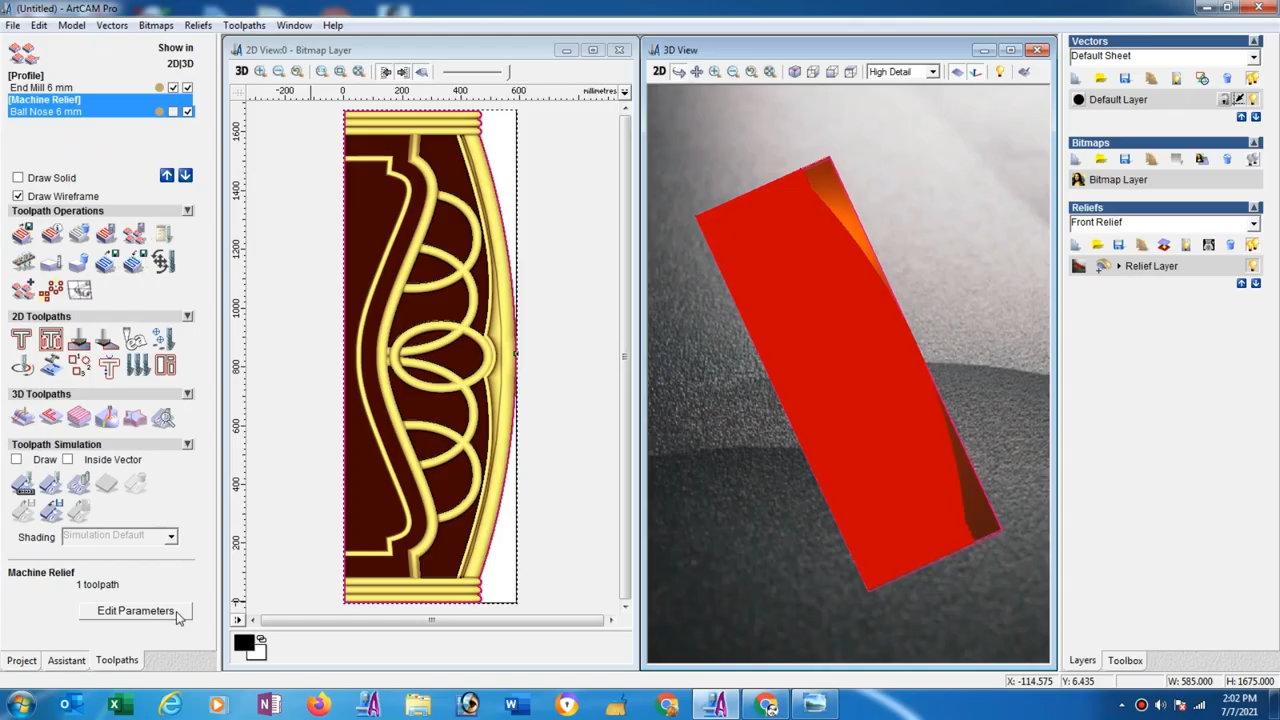 (Untitled) - ArtCAM Pro
File Edit Model Vectors Bitmaps Reliefs Toolpaths Window Help
Show in
2D|3D
[Profile]
End Mill 6 mm
[Machine Relief]
Ball Nose 6 mm
Draw Solid
Draw Wireframe
Toolpath Operations
2D Toolpaths
3D Toolpaths
Toolpath Simulation
Draw Inside Vector
Shading Simulation Default
Machine Relief
1 toolpath
Edit Parameters
Project Assistant Toolpaths
2D View:0 - Bitmap Layer
3D
-200 0 200 400 600 millimetres
1600
1400
1200
1000
800
600
400
200
0
3D View
2D High Detail
Vectors
Default Sheet
Default Layer
Bitmaps
Bitmap Layer
Reliefs
Front Relief
Relief Layer
Layers Toolbox
X: -114.575 Y: 6.435 W: 585.000 H: 1675.000
2:02 PM
7/7/2021